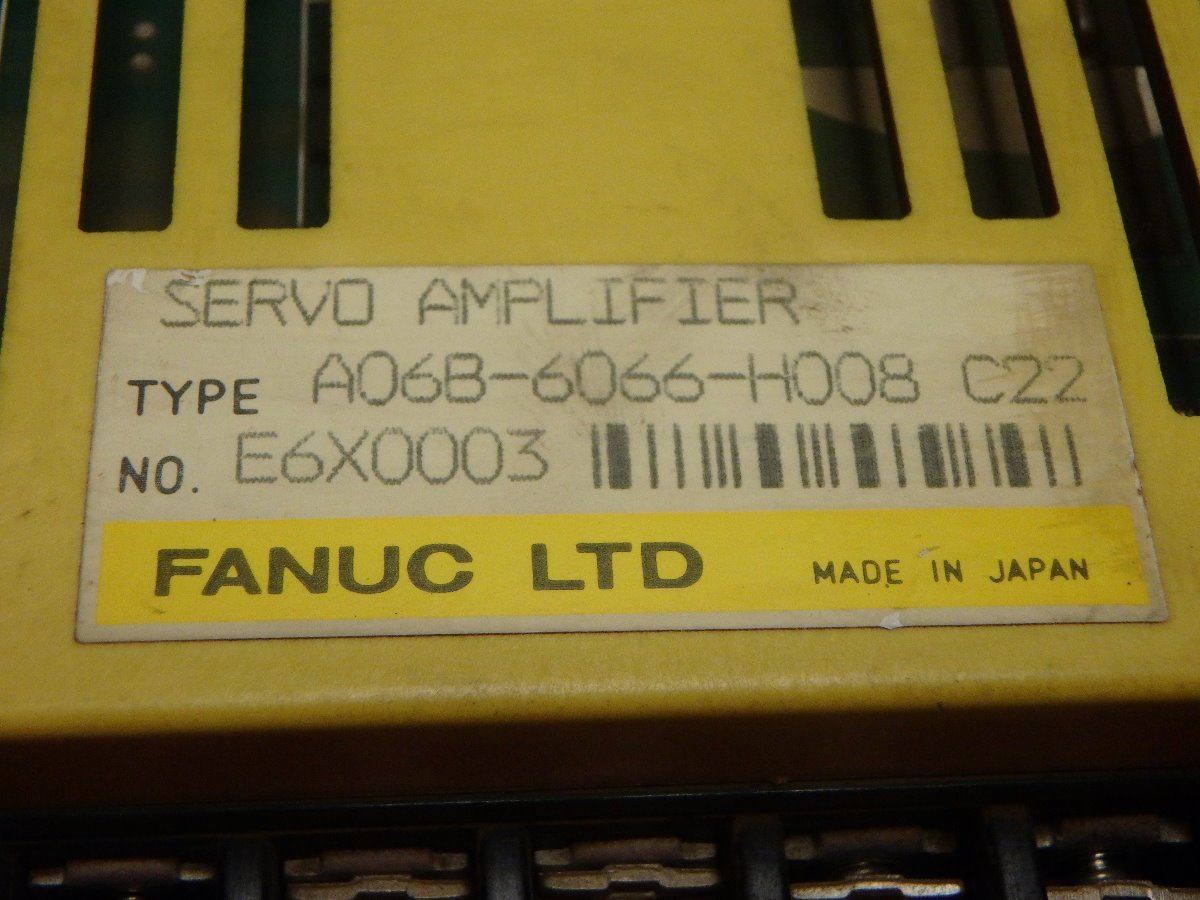 SERVO AMPLIFIER
TYPE A06B-6066-H008 C22
NO. E6X0003
FANUC LTD MADE IN JAPAN